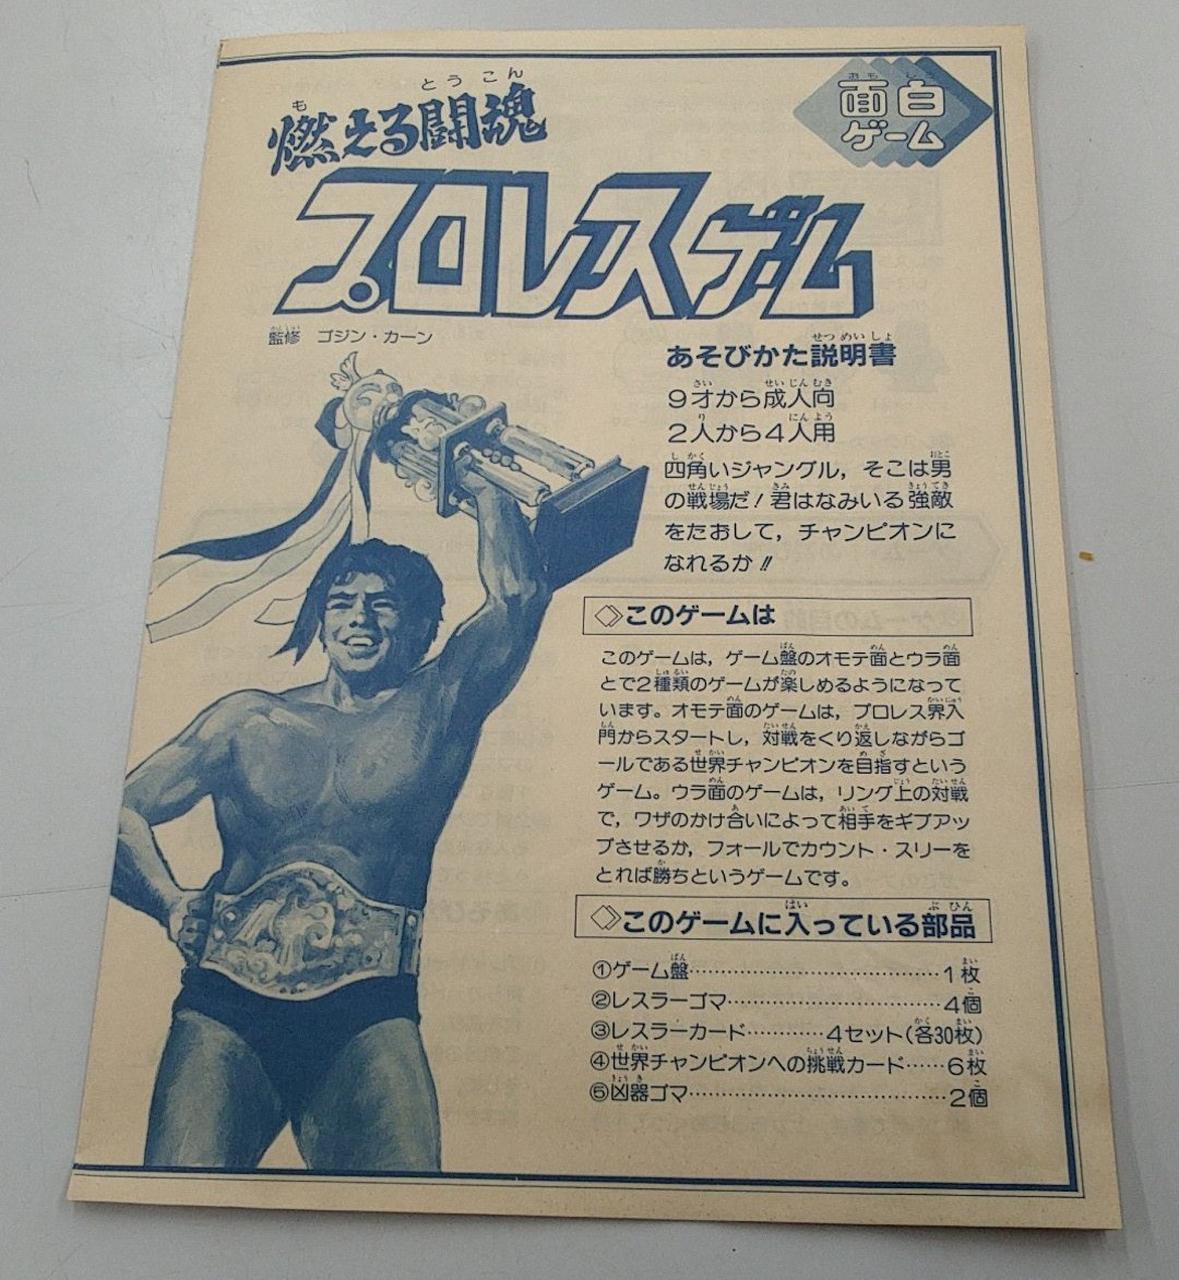 燃える闘魂
面白
ゲーム
プロレスゲーム
監修 ゴジン・カーン
あそびかた説明書
9才から成人向
2人から4人用
四角いジャングル，そこは男
の戦場だ！君はなみいる強敵
をたおして，チャンピオンに
なれるか!!
◇このゲームは
このゲームは，ゲーム盤のオモテ面とウラ面
とで2種類のゲームが楽しめるようになって
います。オモテ面のゲームは，プロレス界入
門からスタートし，対戦をくり返しながらゴ
ールである世界チャンピオンを目指すという
ゲーム。ウラ面のゲームは，リング上の対戦
で，ワザのかけ合いによって相手をギブアッ
プさせるか，フォールでカウント・スリーを
とれば勝ちというゲームです。
◇このゲームに入っている部品
①ゲーム盤……………………………1枚
②レスラーゴマ………………………4個
③レスラーカード…………4セット(各30枚)
④世界チャンピオンへの挑戦カード……6枚
⑤凶器ゴマ……………………………2個